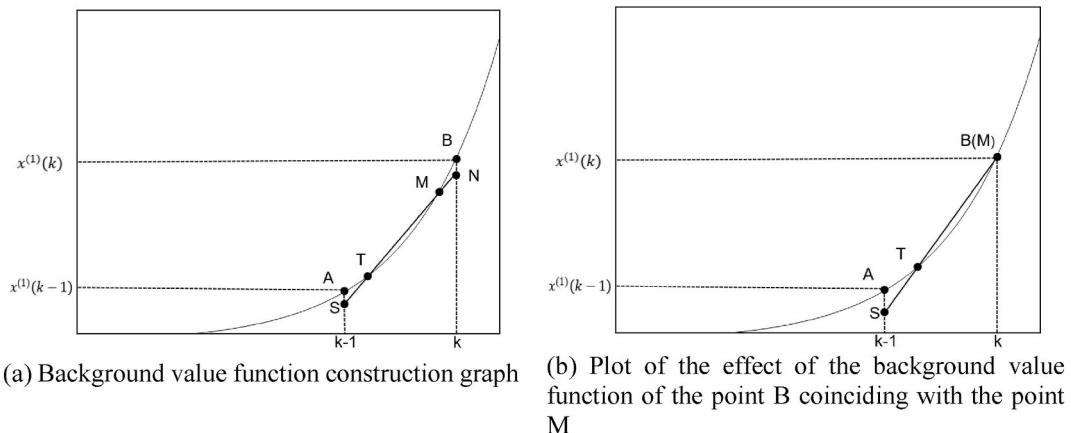 B
x⁽¹⁾(k)
M
N
T
A
x⁽¹⁾(k−1)
S
k-1
k
(a) Background value function construction graph
B(M)
x⁽¹⁾(k)
T
A
x⁽¹⁾(k−1)
S
k-1
k
(b) Plot of the effect of the background value
function of the point B coinciding with the point
M